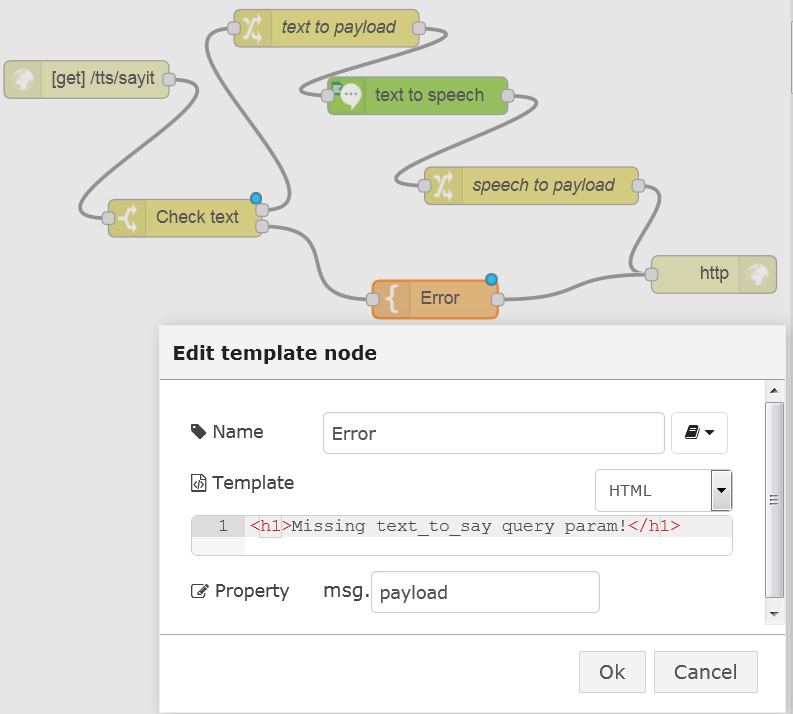 text to payload
[get] /tts/sayit
text to speech
speech to payload
Check text
http
Error
Edit template node
Name
Error
Template
HTML
1 <h1>Missing text_to_say query param!</h1>
Property msg. payload
Ok Cancel